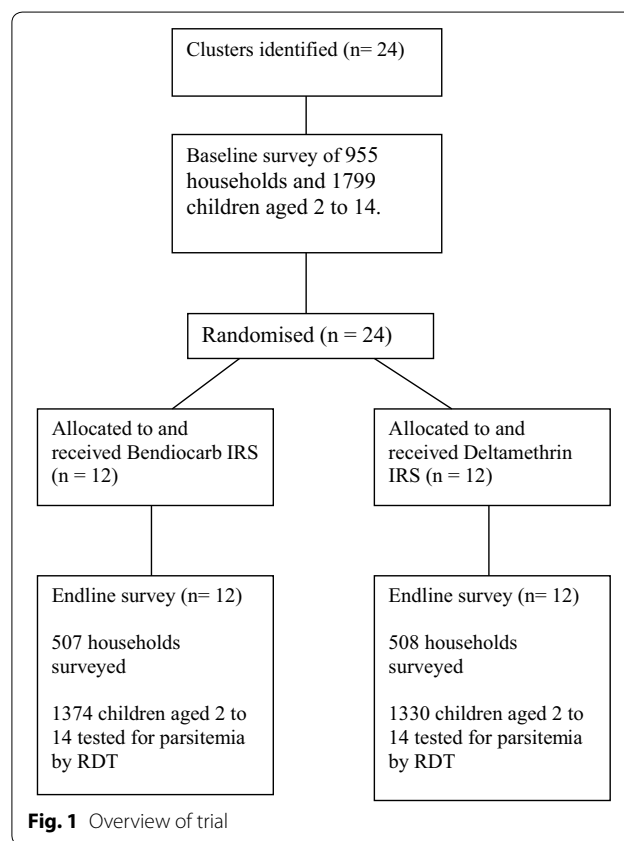 Clusters identified (n= 24)
Baseline survey of 955
households and 1799
children aged 2 to 14.
Randomised (n = 24)
Allocated to and
received Bendiocarb IRS
(n = 12)
Allocated to and
received Deltamethrin
IRS (n = 12)
Endline survey (n= 12)
507 households
surveyed
1374 children aged 2 to
14 tested for parsitemia
by RDT
Endline survey (n= 12)
508 households
surveyed
1330 children aged 2 to
14 tested for parsitemia
by RDT
Fig. 1 Overview of trial